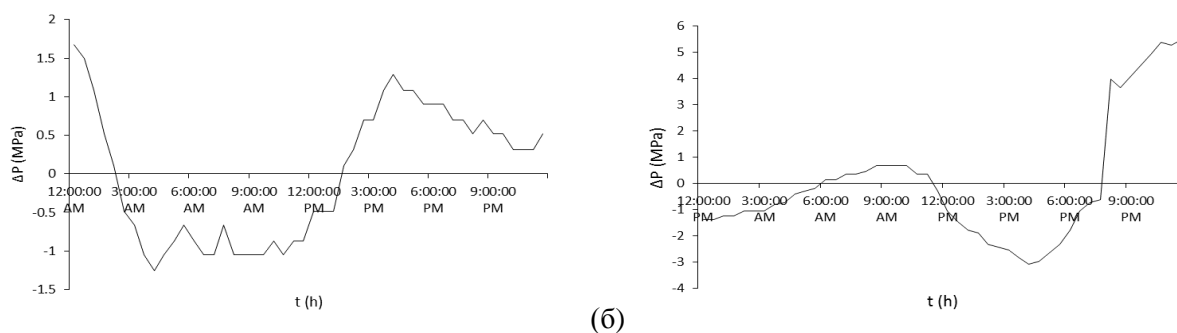 2
1.5
1
0.5
0
-0.5
-1
-1.5
ΔP (MPa)
12:00:00 AM
3:00:00 AM
6:00:00 AM
9:00:00 AM
12:00:00 PM
3:00:00 PM
6:00:00 PM
9:00:00 PM
t (h)
(б)
6
5
4
3
2
1
0
-1
-2
-3
-4
ΔP (MPa)
12:00:00 PM
3:00:00 AM
6:00:00 AM
9:00:00 AM
12:00:00 PM
3:00:00 PM
6:00:00 PM
9:00:00 PM
t (h)